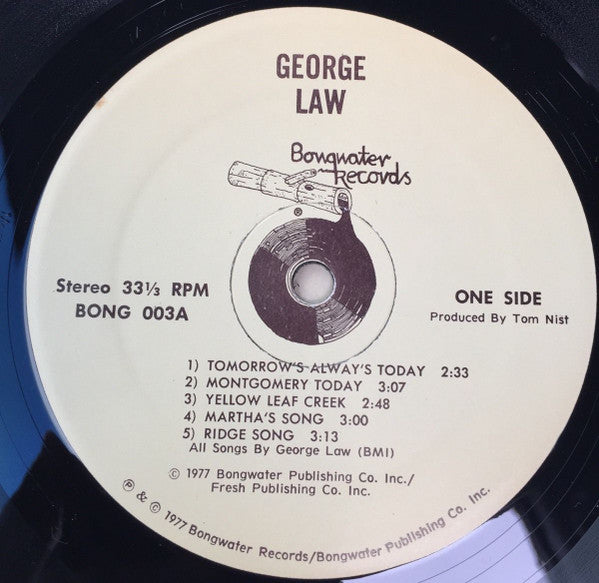 GEORGE
LAW
Bongwater
Records
®
Stereo 33⅓ RPM
BONG 003A
ONE SIDE
Produced By Tom Nist
1) TOMORROW'S ALWAY'S TODAY 2:33
2) MONTGOMERY TODAY 3:07
3) YELLOW LEAF CREEK 2:48
4) MARTHA'S SONG 3:00
5) RIDGE SONG 3:13
All Songs By George Law (BMI)
© 1977 Bongwater Publishing Co. Inc./
Fresh Publishing Co. Inc.
℗ & © 1977 Bongwater Records/Bongwater Publishing Co. Inc.